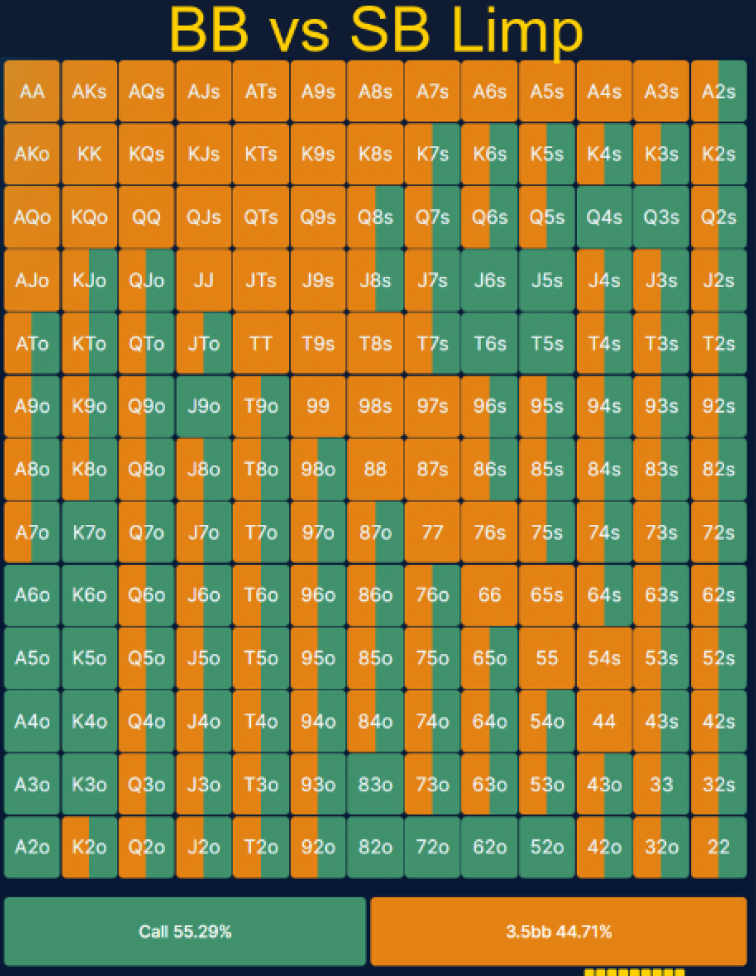 BB vs SB Limp
AA AKs AQs AJs ATs A9s A8s A7s A6s A5s A4s A3s A2s
AKo KK KQs KJs KTs K9s K8s K7s K6s K5s K4s K3s K2s
AQo KQo QQ QJs QTs Q9s Q8s Q7s Q6s Q5s Q4s Q3s Q2s
AJo KJo QJo JJ JTs J9s J8s J7s J6s J5s J4s J3s J2s
ATo KTo QTo JTo TT T9s T8s T7s T6s T5s T4s T3s T2s
A9o K9o Q9o J9o T9o 99 98s 97s 96s 95s 94s 93s 92s
A8o K8o Q8o J8o T8o 98o 88 87s 86s 85s 84s 83s 82s
A7o K7o Q7o J7o T7o 97o 87o 77 76s 75s 74s 73s 72s
A6o K6o Q6o J6o T6o 96o 86o 76o 66 65s 64s 63s 62s
A5o K5o Q5o J5o T5o 95o 85o 75o 65o 55 54s 53s 52s
A4o K4o Q4o J4o T4o 94o 84o 74o 64o 54o 44 43s 42s
A3o K3o Q3o J3o T3o 93o 83o 73o 63o 53o 43o 33 32s
A2o K2o Q2o J2o T2o 92o 82o 72o 62o 52o 42o 32o 22
Call 55.29% 3.5bb 44.71%